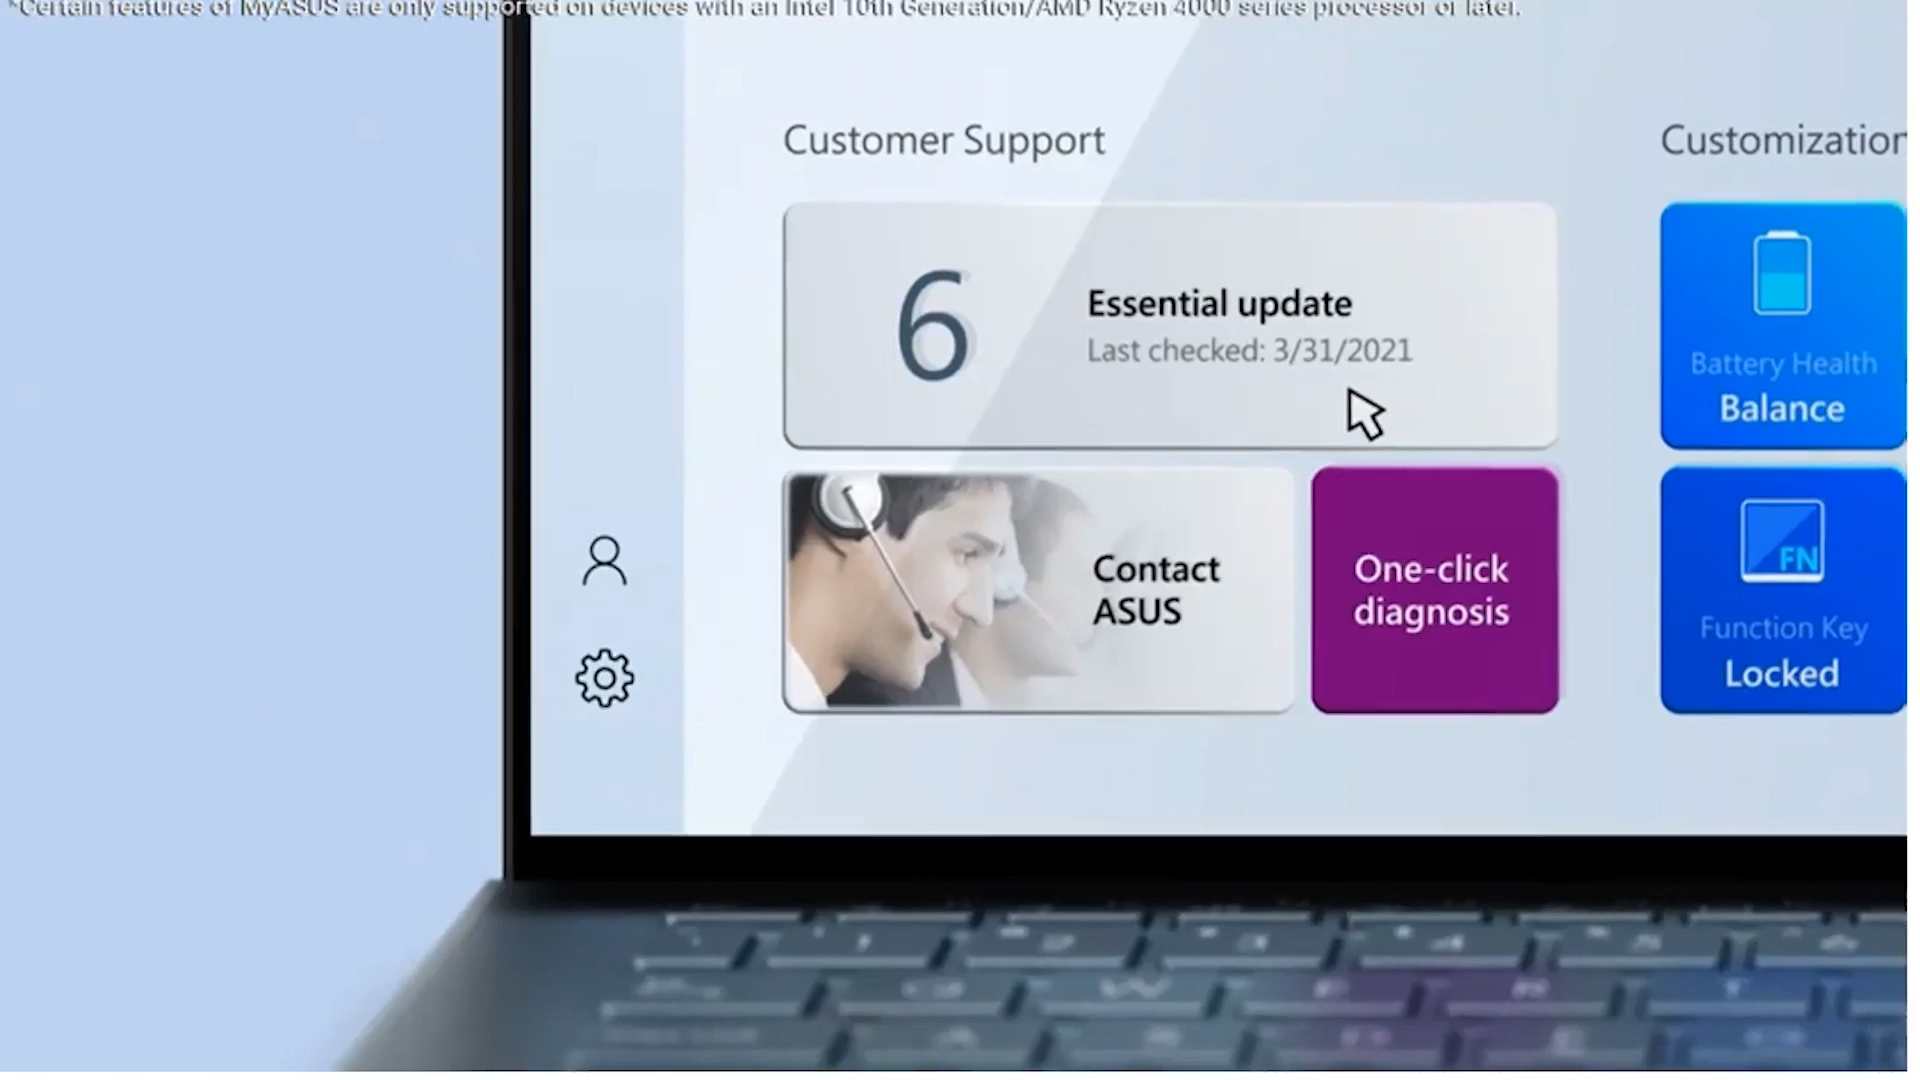 *Certain features of MyASUS are only supported on devices with an Intel 10th Generation/AMD Ryzen 4000 series processor or later.
Customer Support
6
Essential update
Last checked: 3/31/2021
Contact
ASUS
One-click
diagnosis
Customization
Battery Health
Balance
FN
Function Key
Locked